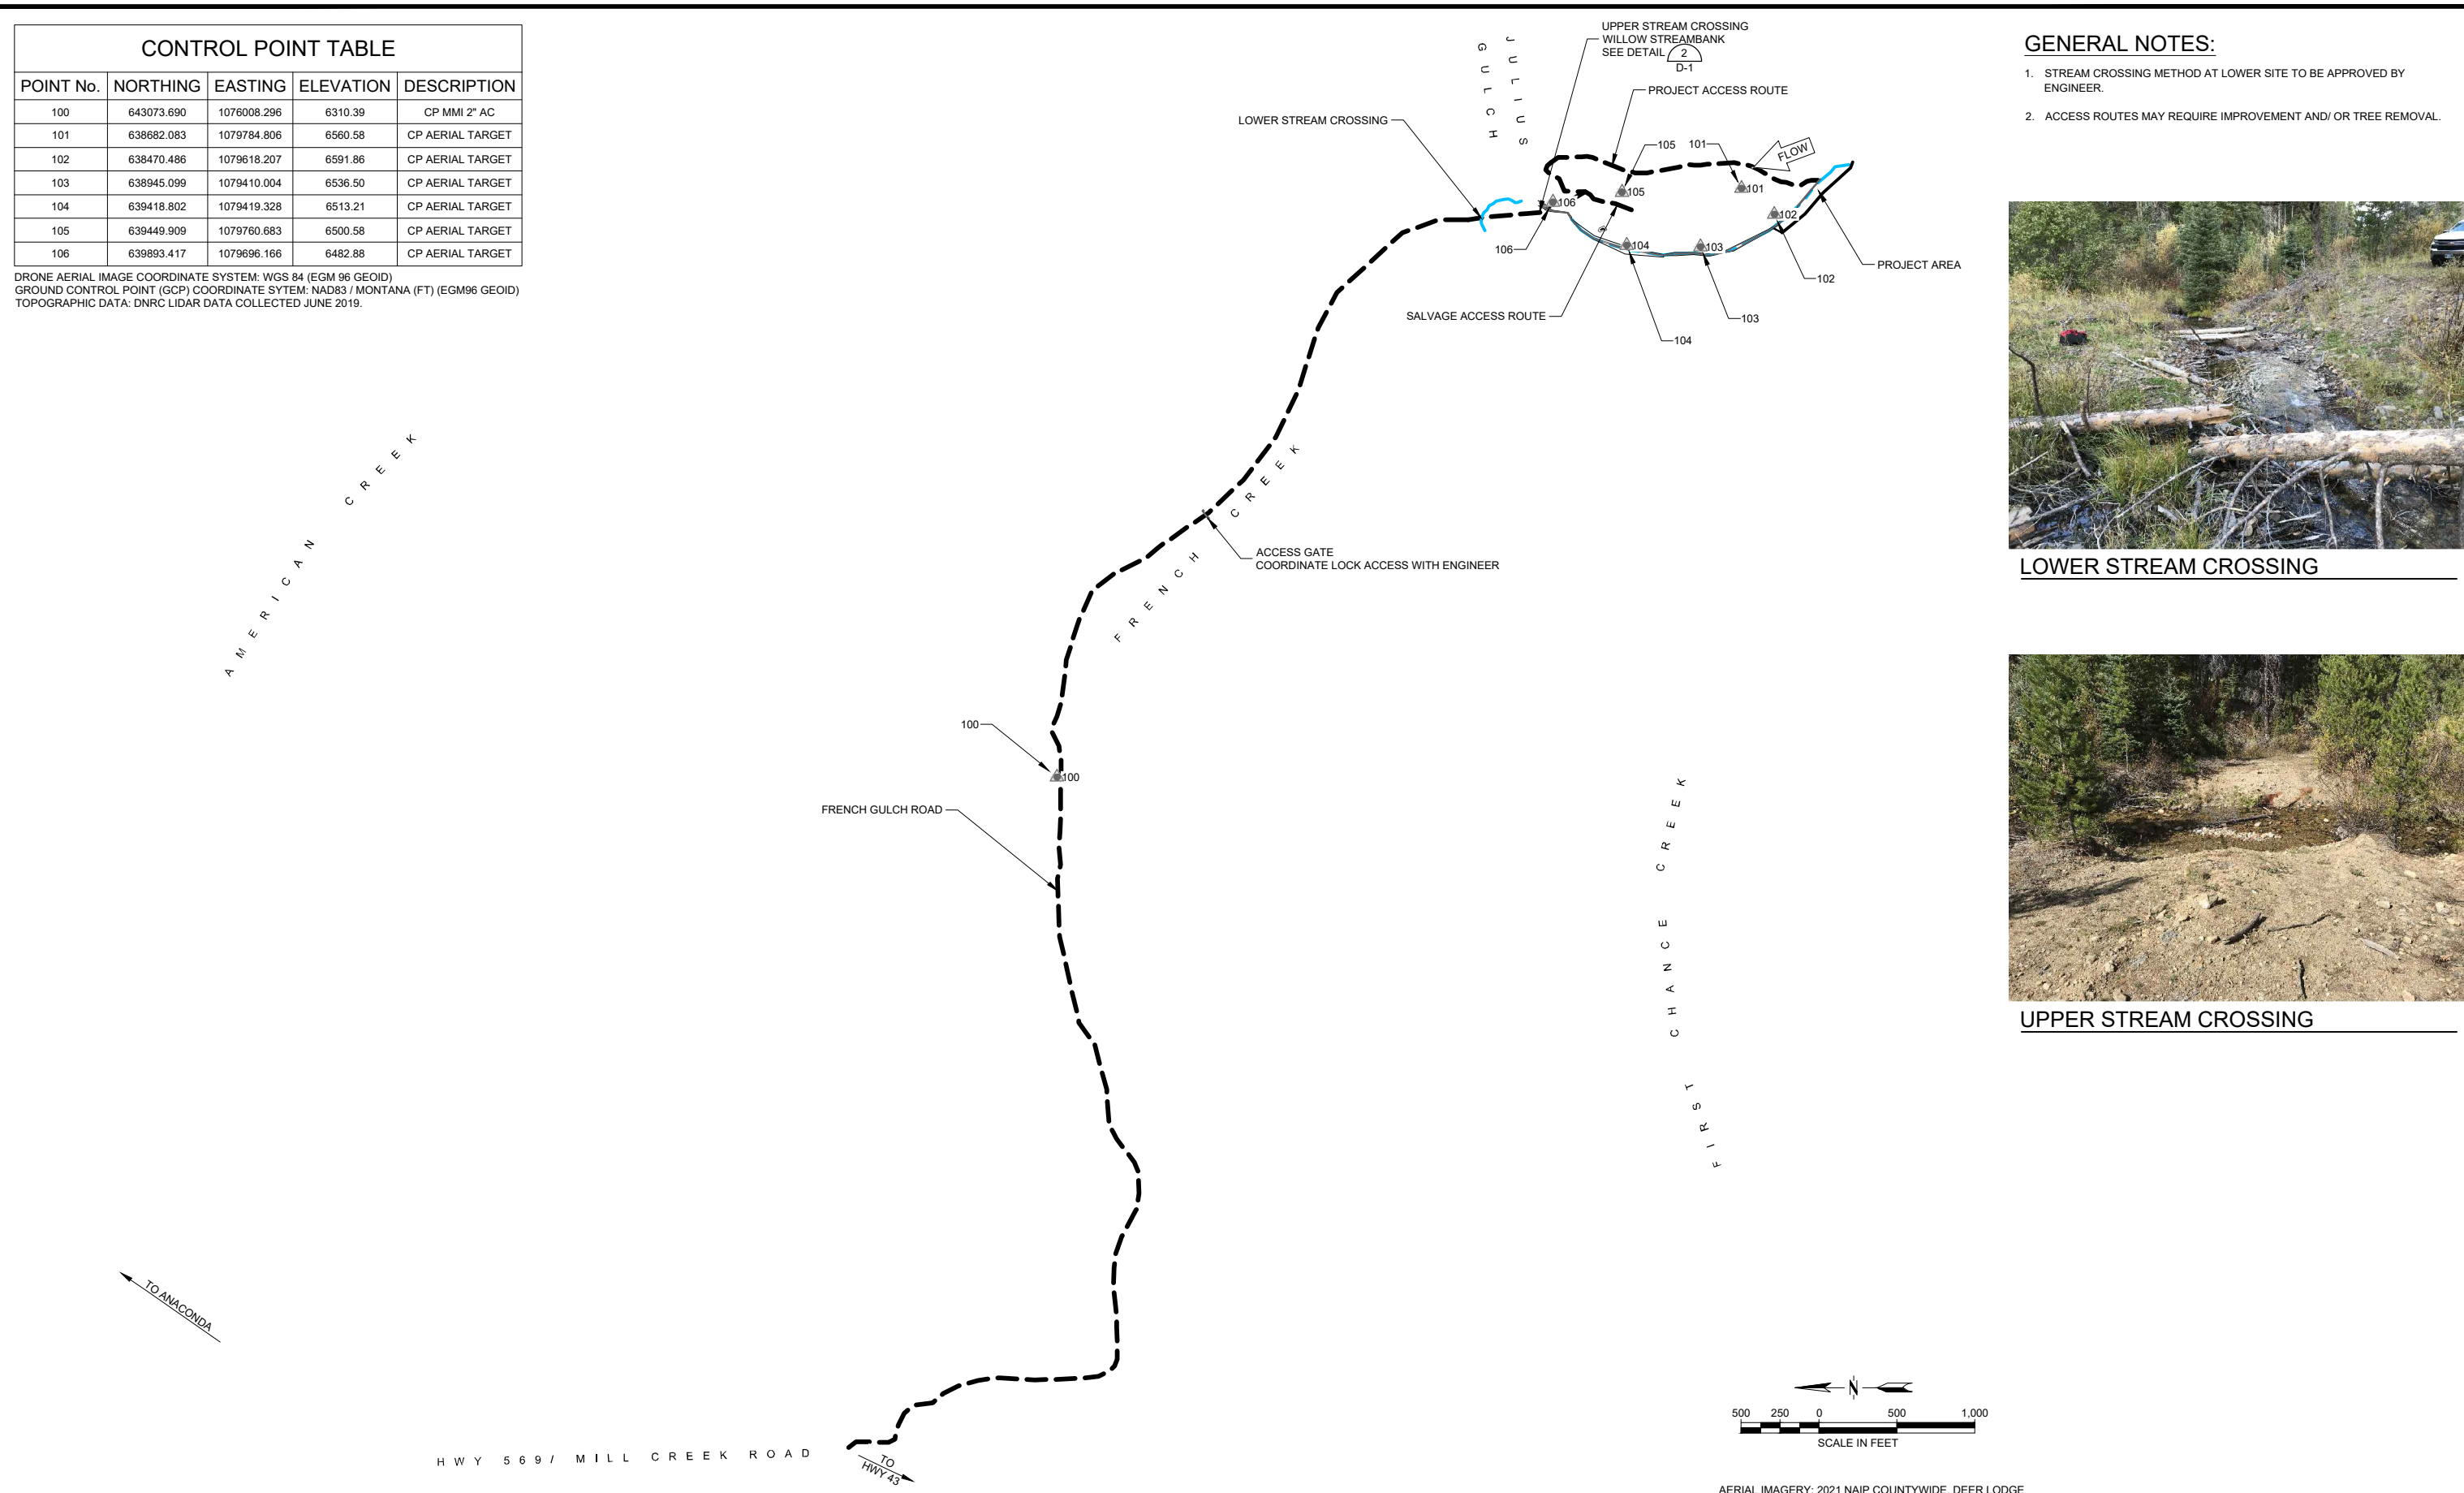 CONTROL POINT TABLE
POINT No. NORTHING EASTING ELEVATION DESCRIPTION
100 643073.690 1076008.296 6310.39 CP MMI 2" AC
101 638682.083 1079784.806 6560.58 CP AERIAL TARGET
102 638470.486 1079618.207 6591.86 CP AERIAL TARGET
103 638945.099 1079410.004 6536.50 CP AERIAL TARGET
104 639418.802 1079419.328 6513.21 CP AERIAL TARGET
105 639449.909 1079760.683 6500.58 CP AERIAL TARGET
106 639893.417 1079696.166 6482.88 CP AERIAL TARGET
DRONE AERIAL IMAGE COORDINATE SYSTEM: WGS 84 (EGM 96 GEOID)
GROUND CONTROL POINT (GCP) COORDINATE SYTEM: NAD83 / MONTANA (FT) (EGM96 GEOID)
TOPOGRAPHIC DATA: DNRC LIDAR DATA COLLECTED JUNE 2019.
UPPER STREAM CROSSING
WILLOW STREAMBANK
SEE DETAIL 2
D-1
JULIUS
GULCH
PROJECT ACCESS ROUTE
LOWER STREAM CROSSING
105
101
FLOW
105
101
106
102
106
104
103
PROJECT AREA
102
SALVAGE ACCESS ROUTE
103
104
AMERICAN CREEK
FRENCH CREEK
ACCESS GATE
COORDINATE LOCK ACCESS WITH ENGINEER
100
100
FRENCH GULCH ROAD
FIRST CHANCE CREEK
TO ANACONDA
HWY 569/ MILL CREEK ROAD
TO
HWY 43
N
500 250 0 500 1,000
SCALE IN FEET
AERIAL IMAGERY: 2021 NAIP COUNTYWIDE, DEER LODGE
GENERAL NOTES:
1. STREAM CROSSING METHOD AT LOWER SITE TO BE APPROVED BY
ENGINEER.
2. ACCESS ROUTES MAY REQUIRE IMPROVEMENT AND/ OR TREE REMOVAL.
LOWER STREAM CROSSING
UPPER STREAM CROSSING